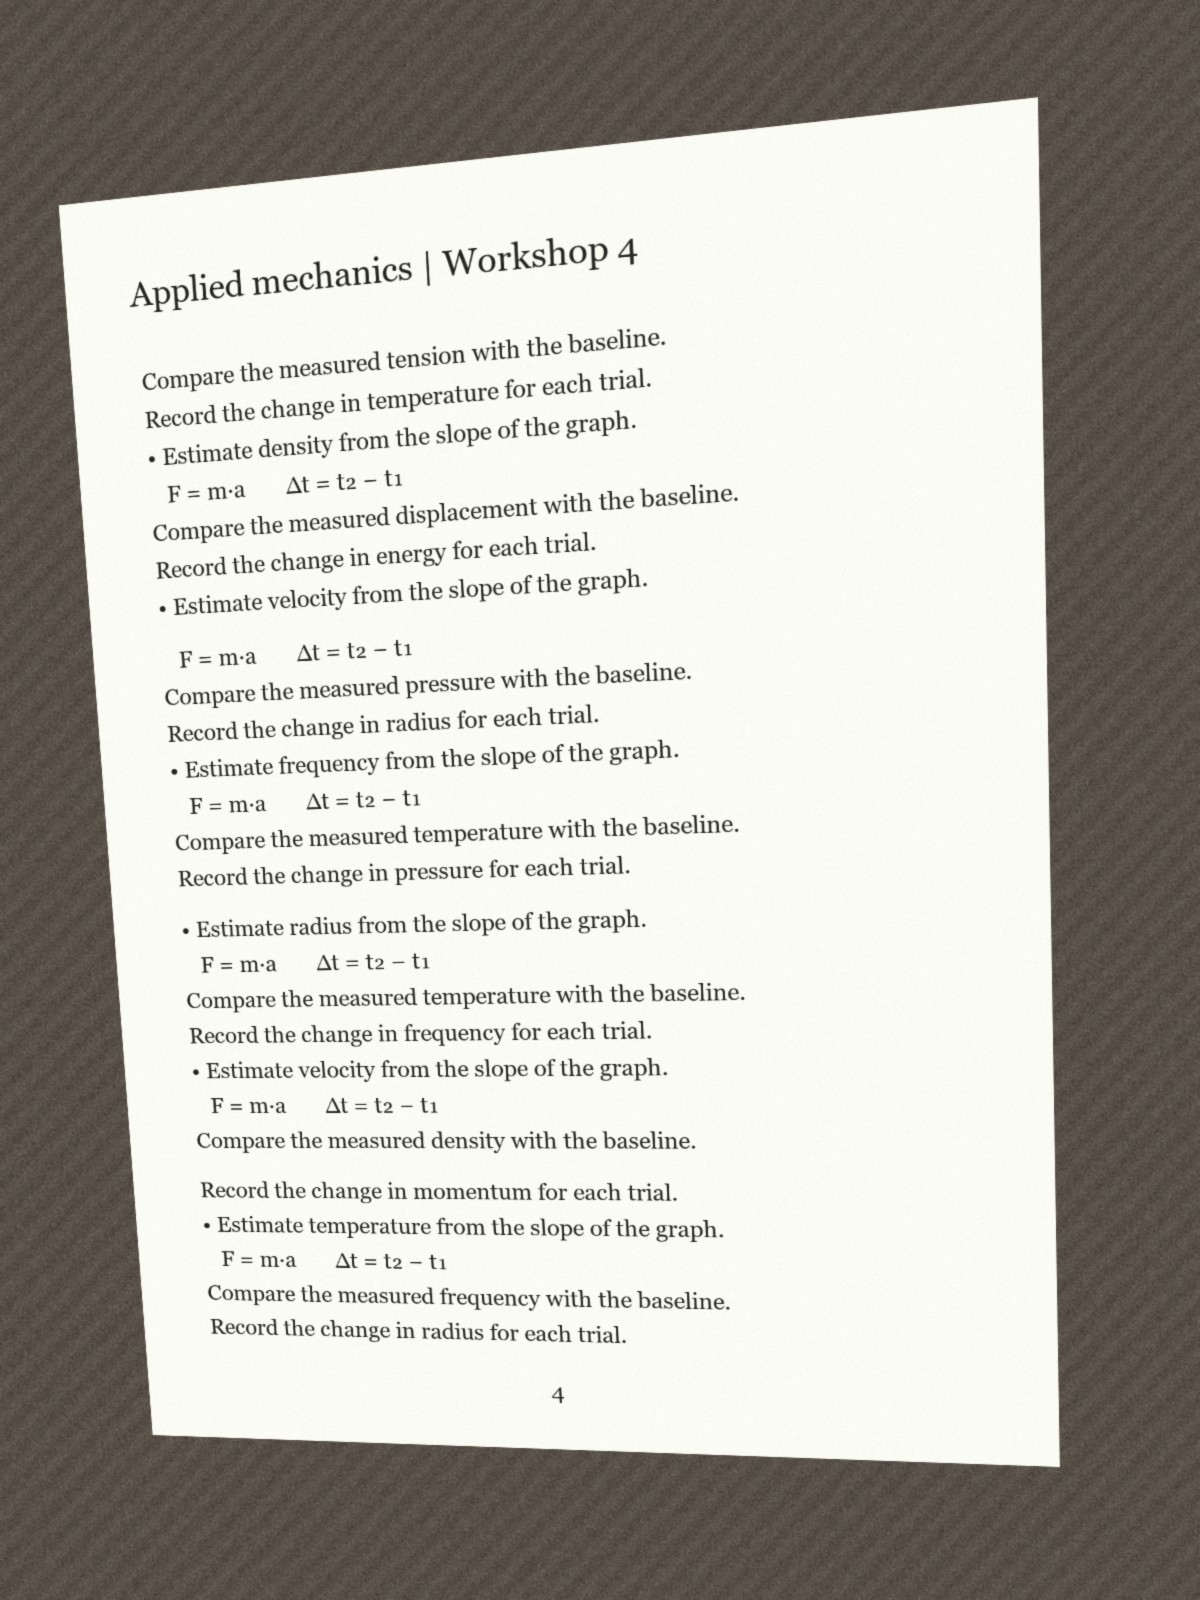 Applied mechanics | Workshop 4
Compare the measured tension with the baseline.
Record the change in temperature for each trial.
• Estimate density from the slope of the graph.
F = m·a Δt = t2 − t1
Compare the measured displacement with the baseline.
Record the change in energy for each trial.
• Estimate velocity from the slope of the graph.
F = m·a Δt = t2 − t1
Compare the measured pressure with the baseline.
Record the change in radius for each trial.
• Estimate frequency from the slope of the graph.
F = m·a Δt = t2 − t1
Compare the measured temperature with the baseline.
Record the change in pressure for each trial.
• Estimate radius from the slope of the graph.
F = m·a Δt = t2 − t1
Compare the measured temperature with the baseline.
Record the change in frequency for each trial.
• Estimate velocity from the slope of the graph.
F = m·a Δt = t2 − t1
Compare the measured density with the baseline.
Record the change in momentum for each trial.
• Estimate temperature from the slope of the graph.
F = m·a Δt = t2 − t1
Compare the measured frequency with the baseline.
Record the change in radius for each trial.
4